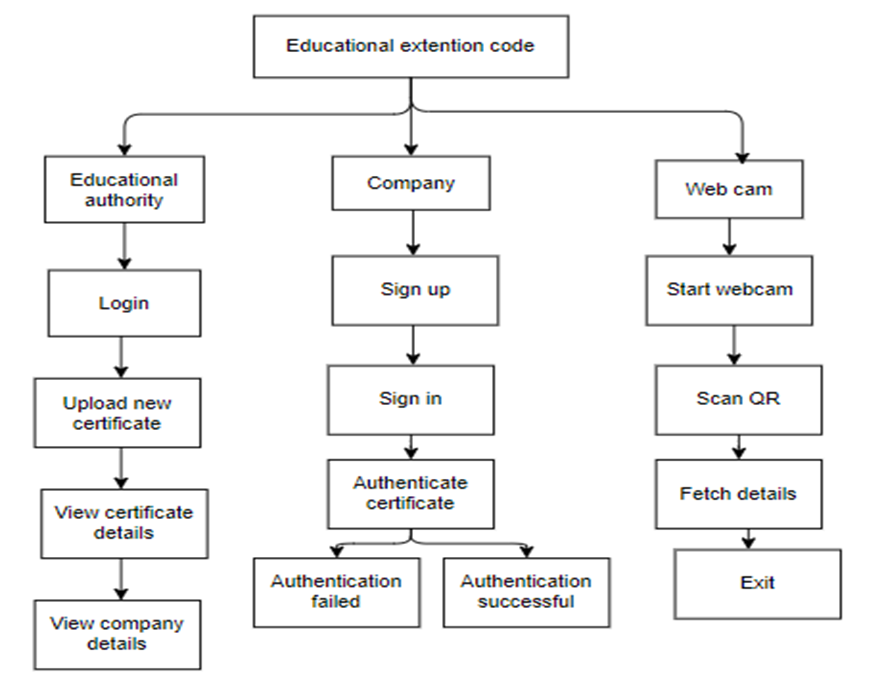 Educational extention code
Educational
authority
Login
Upload new
certificate
View certificate
details
View company
details
Company
Sign up
Sign in
Authenticate
certificate
Authentication
failed
Authentication
successful
Web cam
Start webcam
Scan QR
Fetch details
Exit